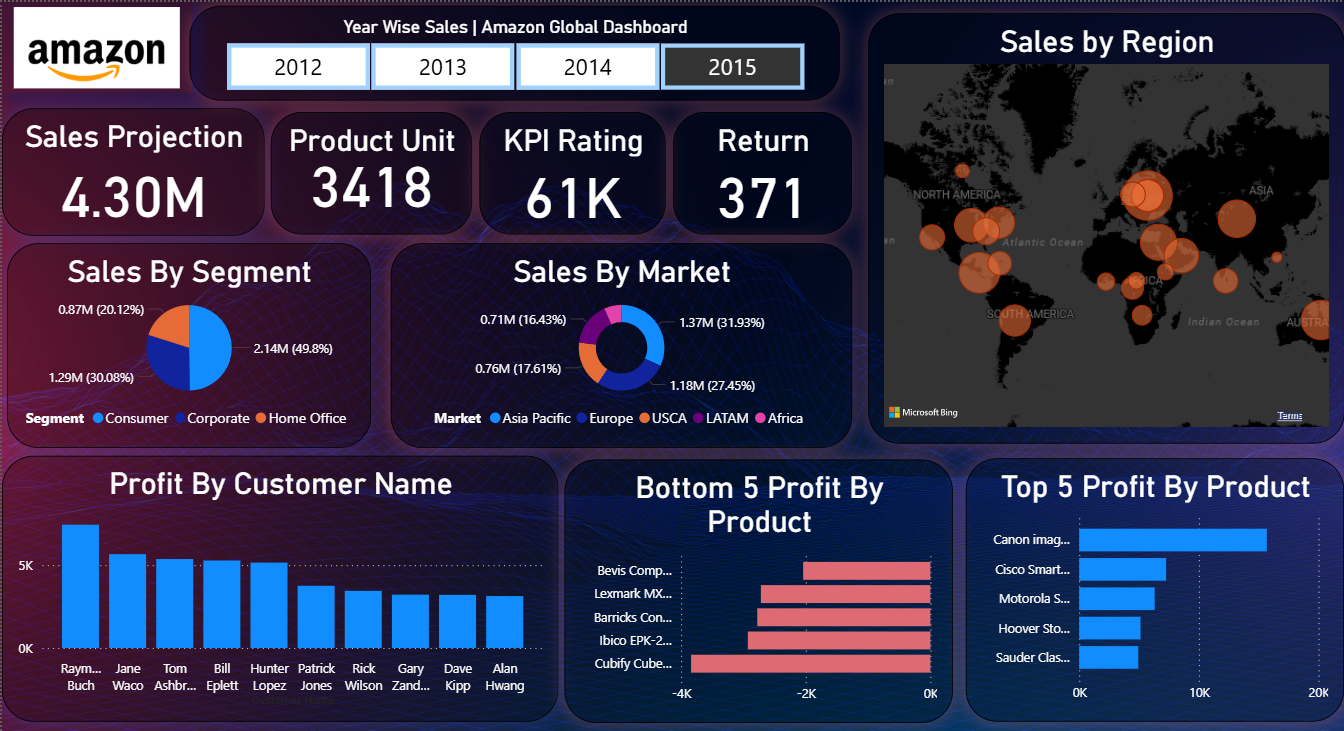 amazon
Year Wise Sales | Amazon Global Dashboard
2012
2013
2014
2015
Sales Projection
4.30M
Product Unit
3418
KPI Rating
61K
Return
371
Sales by Region
NORTH AMERICA
ASIA
Atlantic Ocean
AFRICA
SOUTH AMERICA
Indian Ocean
AUSTRA
Microsoft Bing
Terms
Sales By Segment
0.87M (20.12%)
2.14M (49.8%)
1.29M (30.08%)
Segment Consumer Corporate Home Office
Sales By Market
0.71M (16.43%)
1.37M (31.93%)
0.76M (17.61%)
1.18M (27.45%)
Market Asia Pacific Europe USCA LATAM Africa
Profit By Customer Name
5K
0K
Raym... Buch
Jane Waco
Tom Ashbr...
Bill Eplett
Hunter Lopez
Patrick Jones
Rick Wilson
Gary Zand...
Dave Kipp
Alan Hwang
Bottom 5 Profit By
Product
Bevis Comp...
Lexmark MX...
Barricks Con...
Ibico EPK-2...
Cubify Cube...
-4K
-2K
0K
Top 5 Profit By Product
Canon imag...
Cisco Smart...
Motorola S...
Hoover Sto...
Sauder Clas...
0K
10K
20K